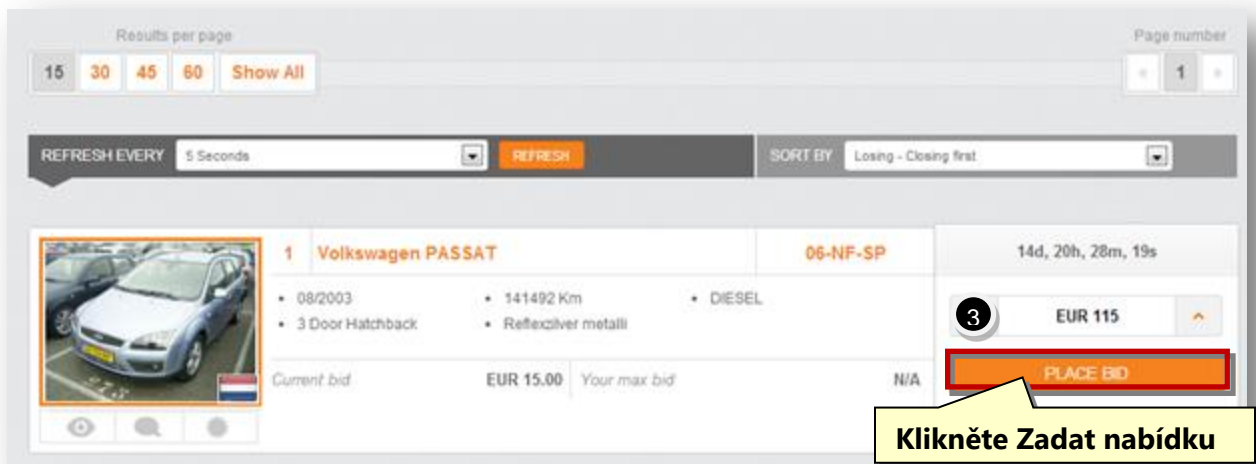 Results per page
Page number
15 30 45 60 Show All
« 1 »
REFRESH EVERY 5 Seconds REFRESH SORT BY Losing - Closing first
1 Volkswagen PASSAT 06-NF-SP 14d, 20h, 28m, 19s
• 08/2003 • 141492 Km • DIESEL
• 3 Door Hatchback • Reflexzilver metalli
3 EUR 115
Current bid EUR 15.00 Your max bid N/A
PLACE BID
Klikněte Zadat nabídku